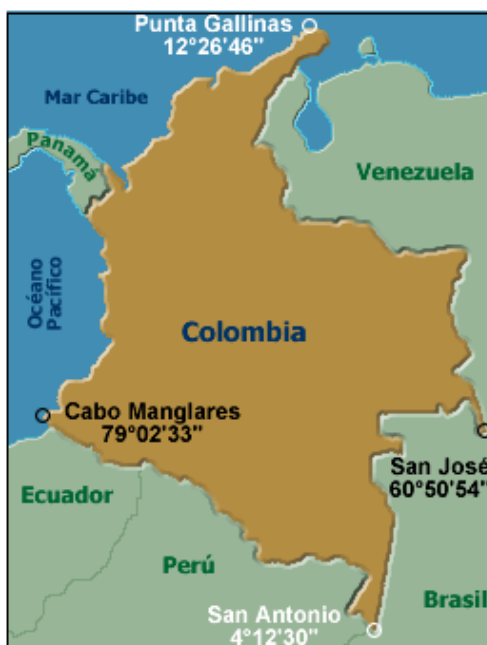 Punta Gallinas
12°26'46"
Mar Caribe
Panamá
Venezuela
Océano
Pacífico
Colombia
Cabo Manglares
79°02'33"
San José
60°50'54"
Ecuador
Perú
Brasil
San Antonio
4°12'30"